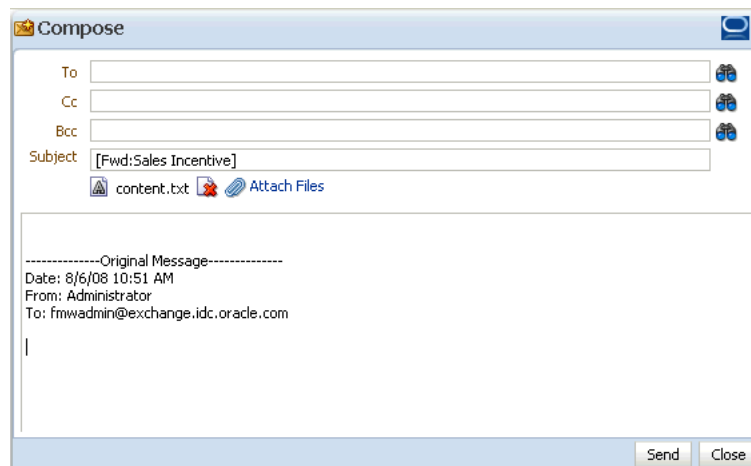 Compose
To
Cc
Bcc
Subject [Fwd:Sales Incentive]
content.txt Attach Files
--------------Original Message--------------
Date: 8/6/08 10:51 AM
From: Administrator
To: fmwadmin@exchange.idc.oracle.com
Send Close